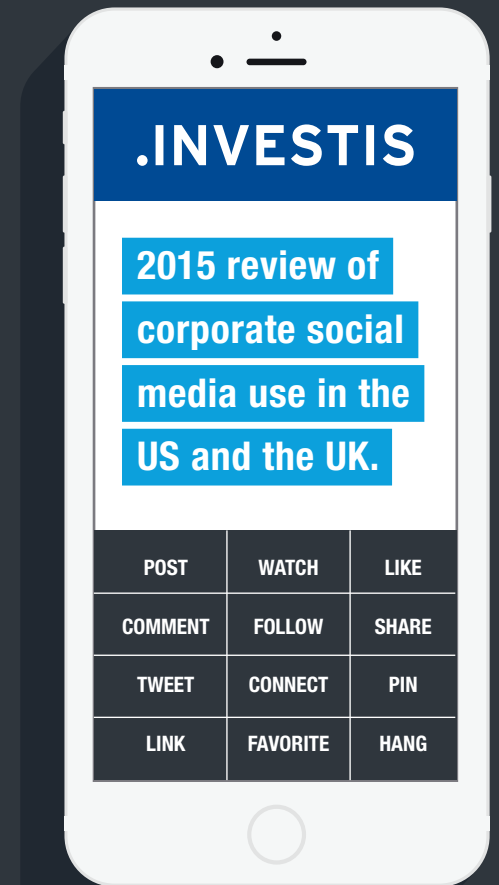 .INVESTIS
2015 review of
corporate social
media use in the
US and the UK.
POST WATCH LIKE
COMMENT FOLLOW SHARE
TWEET CONNECT PIN
LINK FAVORITE HANG